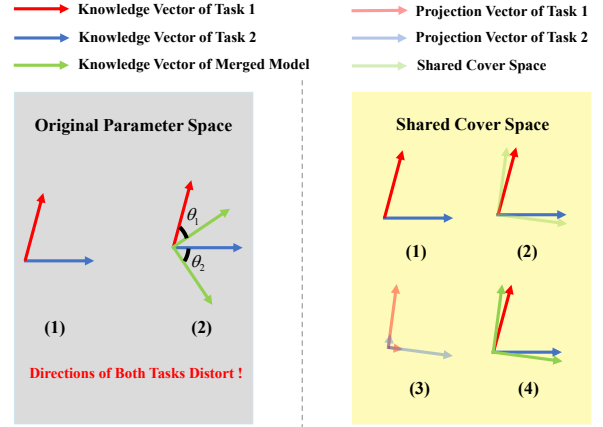 Knowledge Vector of Task 1
Knowledge Vector of Task 2
Knowledge Vector of Merged Model
Projection Vector of Task 1
Projection Vector of Task 2
Shared Cover Space
Original Parameter Space
θ1
θ2
(1)
(2)
Directions of Both Tasks Distort !
Shared Cover Space
(1)
(2)
(3)
(4)